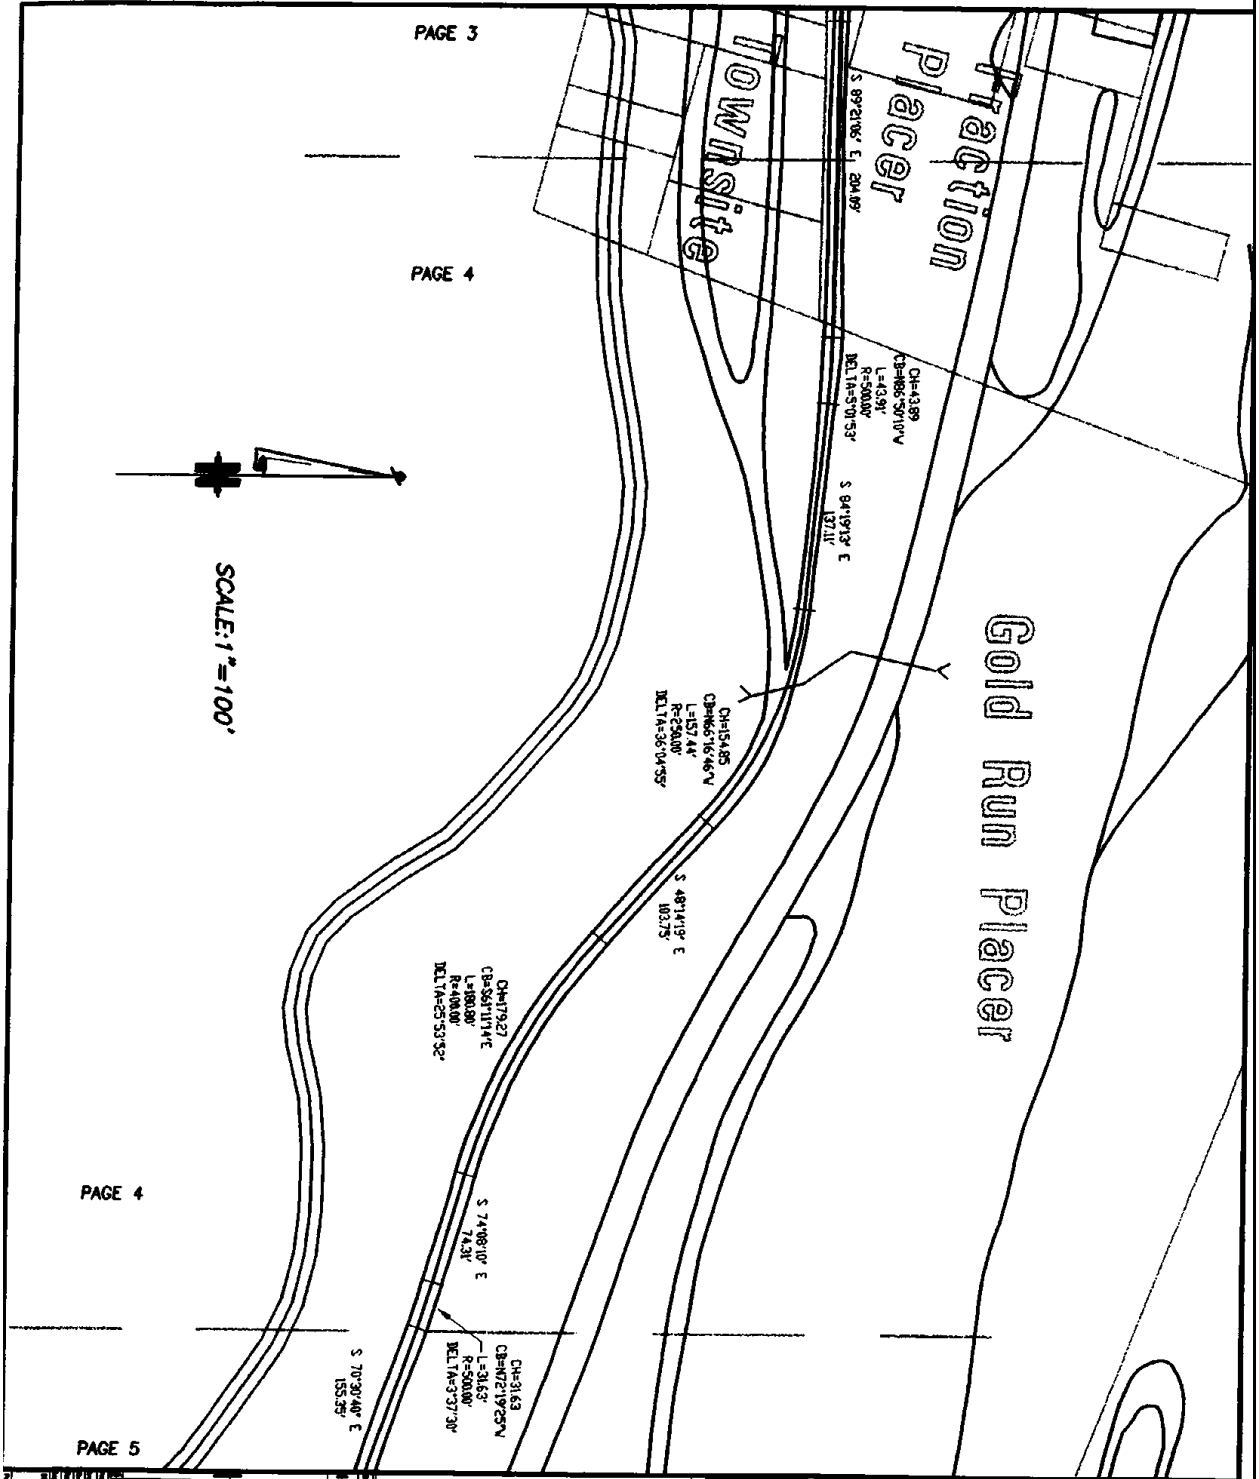 PAGE 3
Townsite
Placer
Fraction
S 89°21'06" E 204.09'
PAGE 4
CH=43.89
CB=N86°50'10"W
L=43.91'
R=500.00'
DELTA=5°01'53"
S 84°19'13" E
137.11'
SCALE: 1"=100'
Gold Run Placer
CH=154.85
CB=N66°16'46"W
L=157.44'
R=250.00'
DELTA=36°04'55"
S 48°14'19" E
103.75'
CH=179.27
CB=S61°11'14"E
L=180.80'
R=400.00'
DELTA=25°53'52"
PAGE 4
S 74°08'10" E
74.31'
CH=31.63
CB=N72°19'25"W
L=31.63'
R=500.00'
DELTA=3°37'30"
S 70°30'40" E
155.35'
PAGE 5